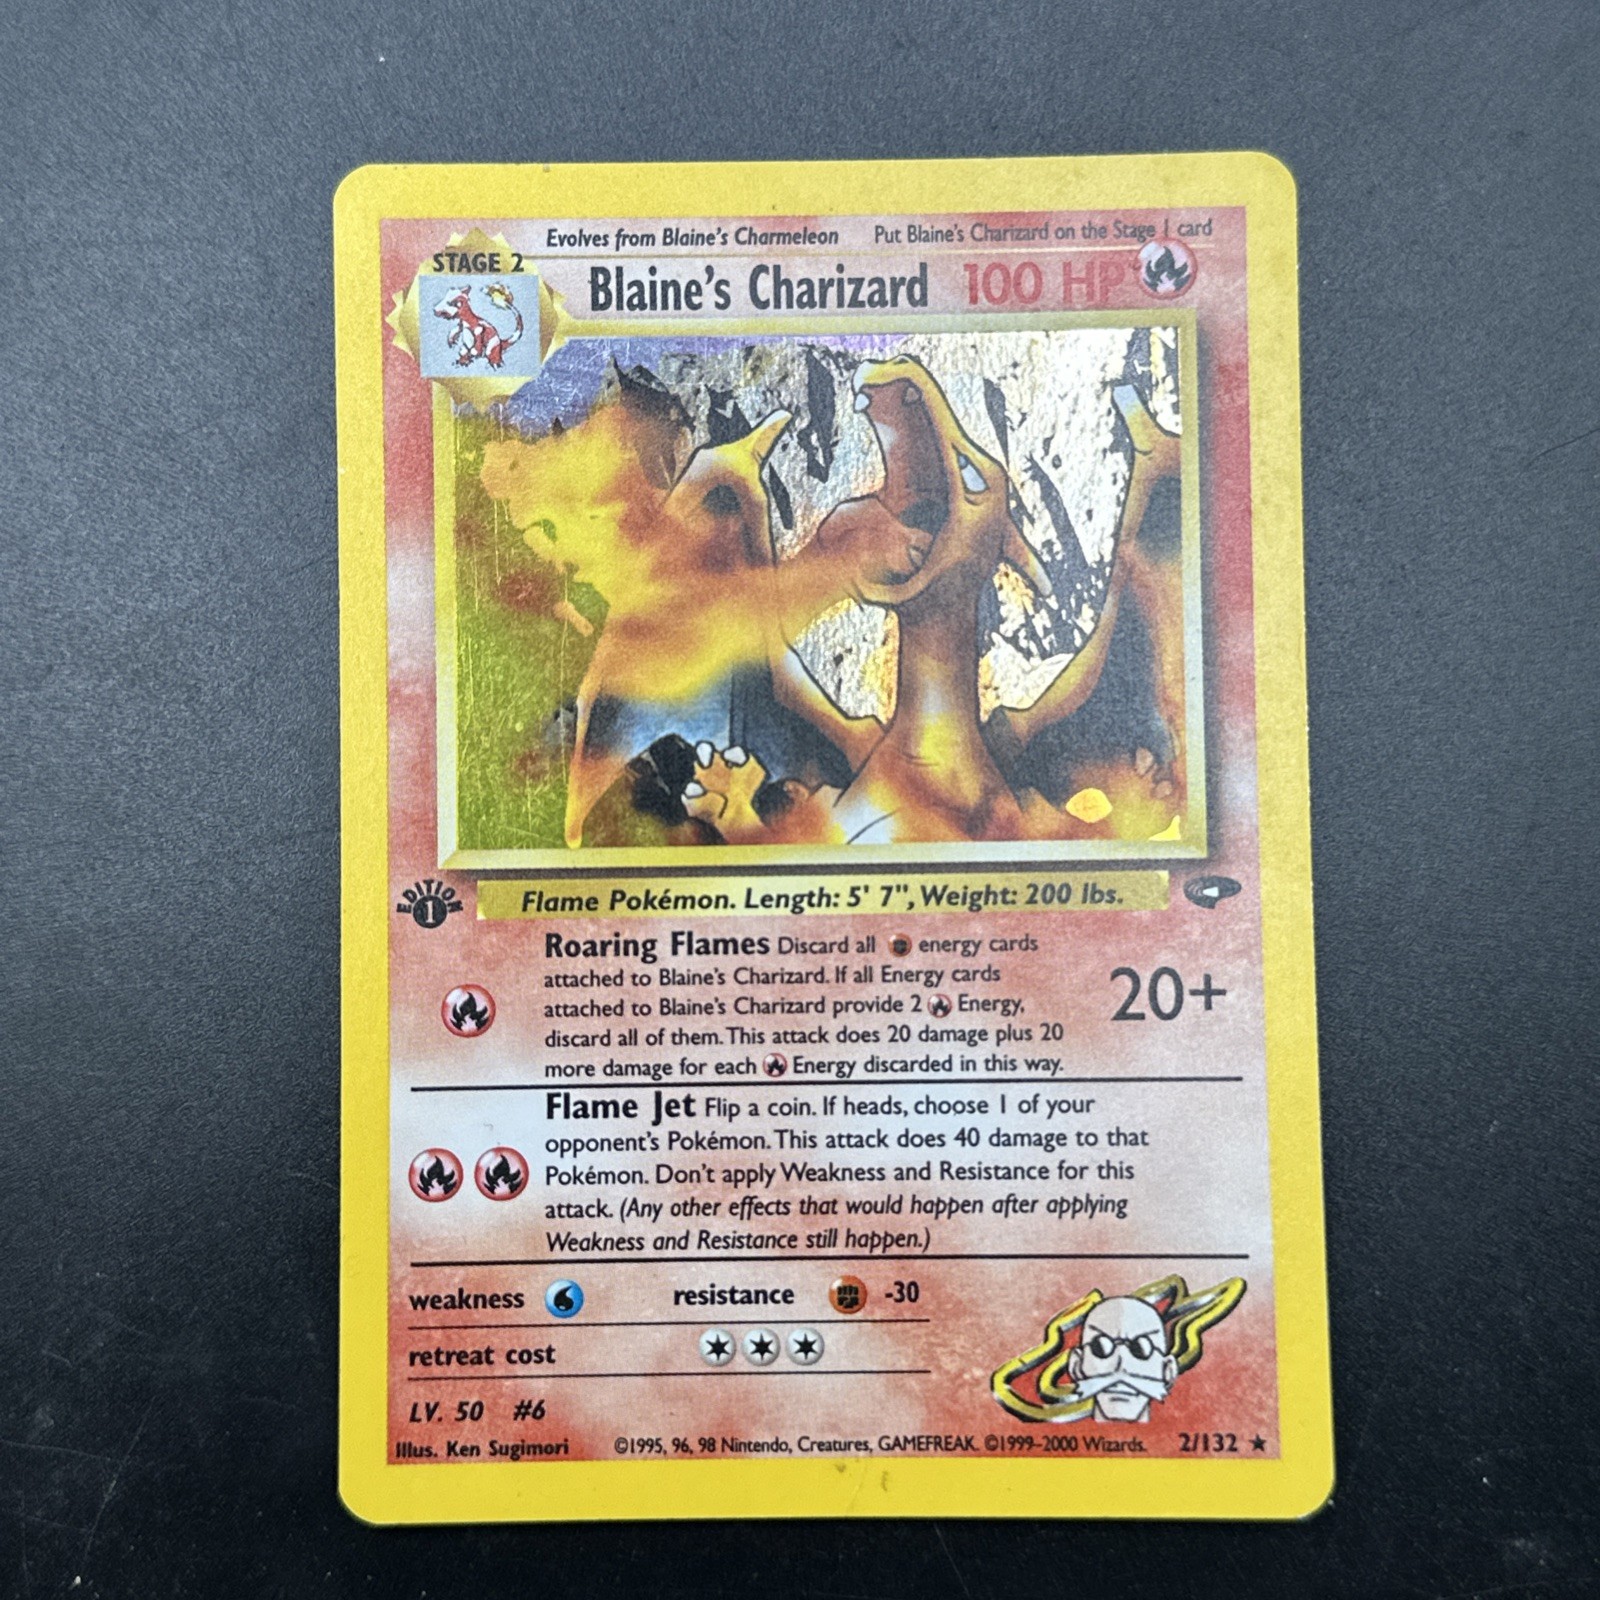 Evolves from Blaine's Charmeleon Put Blaine's Charizard on the Stage 1 card
STAGE 2
Blaine's Charizard 100 HP
EDITION
1
Flame Pokémon. Length: 5' 7", Weight: 200 lbs.
Roaring Flames Discard all energy cards
attached to Blaine's Charizard. If all Energy cards
attached to Blaine's Charizard provide 2 Energy,
discard all of them. This attack does 20 damage plus 20
more damage for each Energy discarded in this way.
20+
Flame Jet Flip a coin. If heads, choose 1 of your
opponent's Pokémon. This attack does 40 damage to that
Pokémon. Don't apply Weakness and Resistance for this
attack. (Any other effects that would happen after applying
Weakness and Resistance still happen.)
weakness resistance -30
retreat cost
LV. 50 #6
Illus. Ken Sugimori ©1995, 96, 98 Nintendo, Creatures, GAMEFREAK. ©1999-2000 Wizards. 2/132 ★